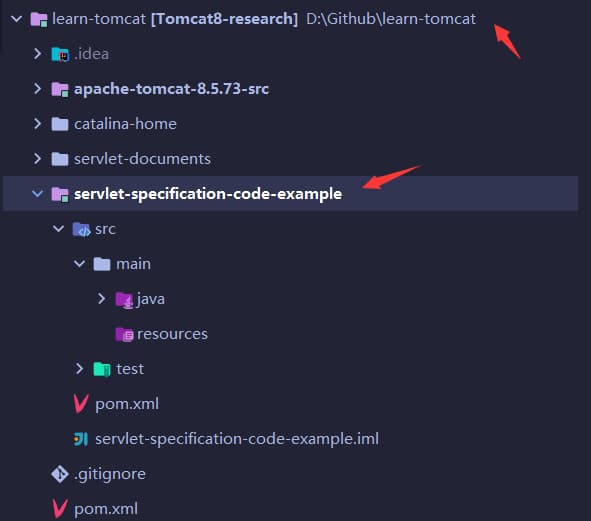 learn-tomcat [Tomcat8-research] D:\Github\learn-tomcat
.idea
apache-tomcat-8.5.73-src
catalina-home
servlet-documents
servlet-specification-code-example
src
main
java
resources
test
pom.xml
servlet-specification-code-example.iml
.gitignore
pom.xml